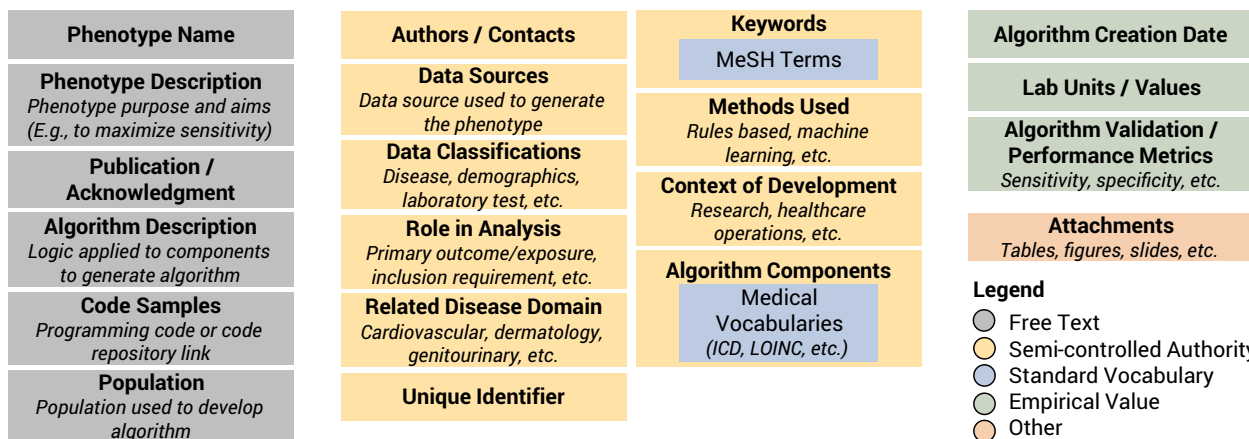 Phenotype Name
Phenotype Description
Phenotype purpose and aims
(E.g., to maximize sensitivity)
Publication /
Acknowledgment
Algorithm Description
Logic applied to components
to generate algorithm
Code Samples
Programming code or code
repository link
Population
Population used to develop
algorithm
Authors / Contacts
Data Sources
Data source used to generate
the phenotype
Data Classifications
Disease, demographics,
laboratory test, etc.
Role in Analysis
Primary outcome/exposure,
inclusion requirement, etc.
Related Disease Domain
Cardiovascular, dermatology,
genitourinary, etc.
Unique Identifier
Keywords
MeSH Terms
Methods Used
Rules based, machine
learning, etc.
Context of Development
Research, healthcare
operations, etc.
Algorithm Components
Medical
Vocabularies
(ICD, LOINC, etc.)
Algorithm Creation Date
Lab Units / Values
Algorithm Validation /
Performance Metrics
Sensitivity, specificity, etc.
Attachments
Tables, figures, slides, etc.
Legend
Free Text
Semi-controlled Authority
Standard Vocabulary
Empirical Value
Other